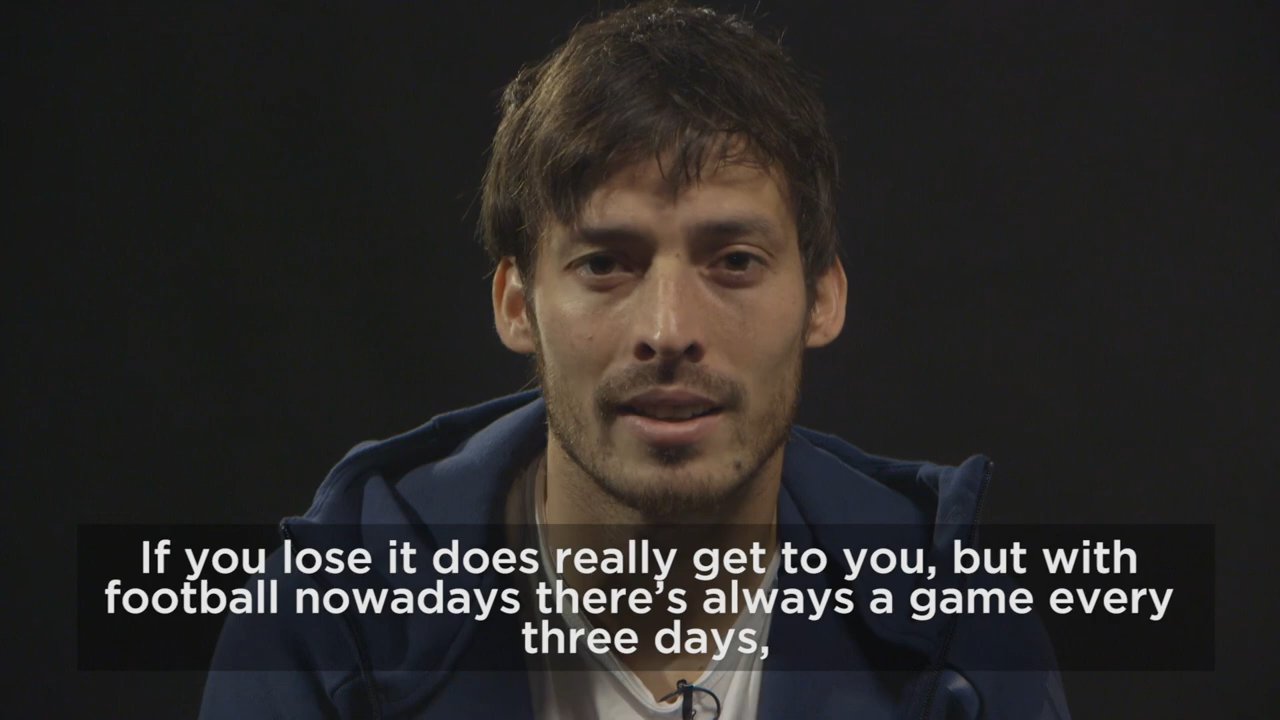 If you lose it does really get to you, but with
football nowadays there's always a game every
three days,